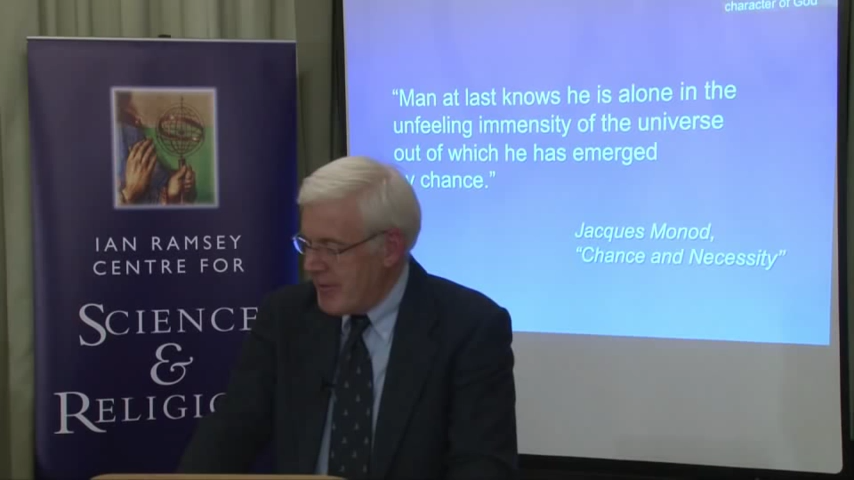 character of God
“Man at last knows he is alone in the
unfeeling immensity of the universe
out of which he has emerged
y chance.”
Jacques Monod,
“Chance and Necessity”
IAN RAMSEY
CENTRE FOR
SCIENCE
&
RELIGIO